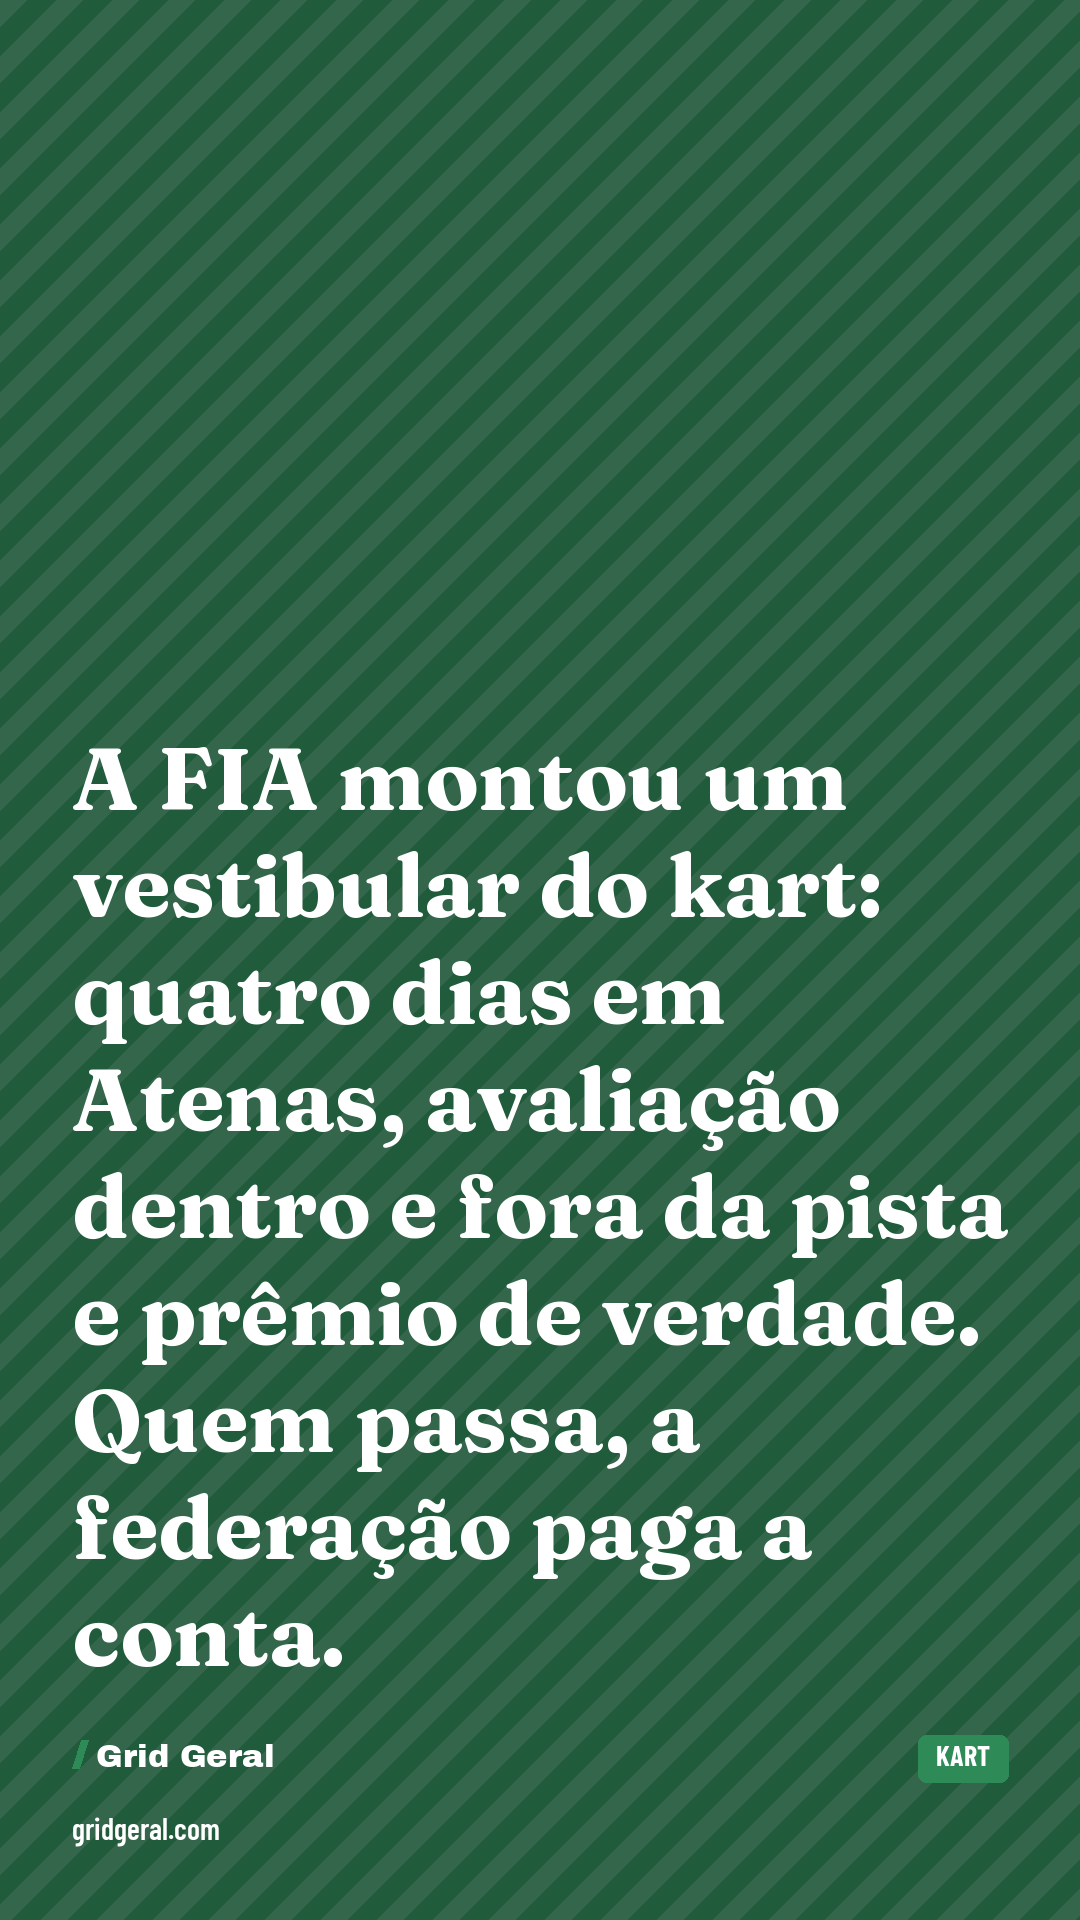 A FIA montou um
vestibular do kart:
quatro dias em
Atenas, avaliação
dentro e fora da pista
e prêmio de verdade.
Quem passa, a
federação paga a
conta.
/ Grid Geral
KART
gridgeral.com